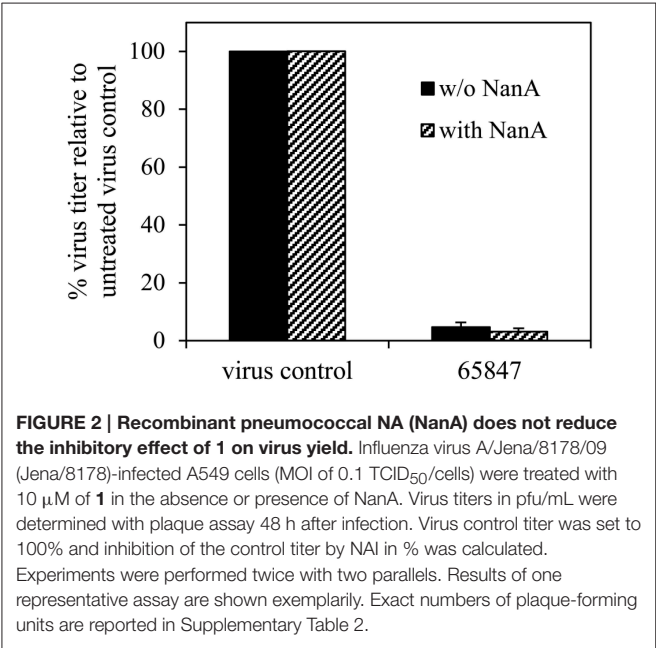 % virus titer relative to
untreated virus control
100
80
60
40
20
0
w/o NanA
with NanA
virus control
65847
FIGURE 2 | Recombinant pneumococcal NA (NanA) does not reduce
the inhibitory effect of 1 on virus yield. Influenza virus A/Jena/8178/09
(Jena/8178)-infected A549 cells (MOI of 0.1 TCID50/cells) were treated with
10 μM of 1 in the absence or presence of NanA. Virus titers in pfu/mL were
determined with plaque assay 48 h after infection. Virus control titer was set to
100% and inhibition of the control titer by NAI in % was calculated.
Experiments were performed twice with two parallels. Results of one
representative assay are shown exemplarily. Exact numbers of plaque-forming
units are reported in Supplementary Table 2.